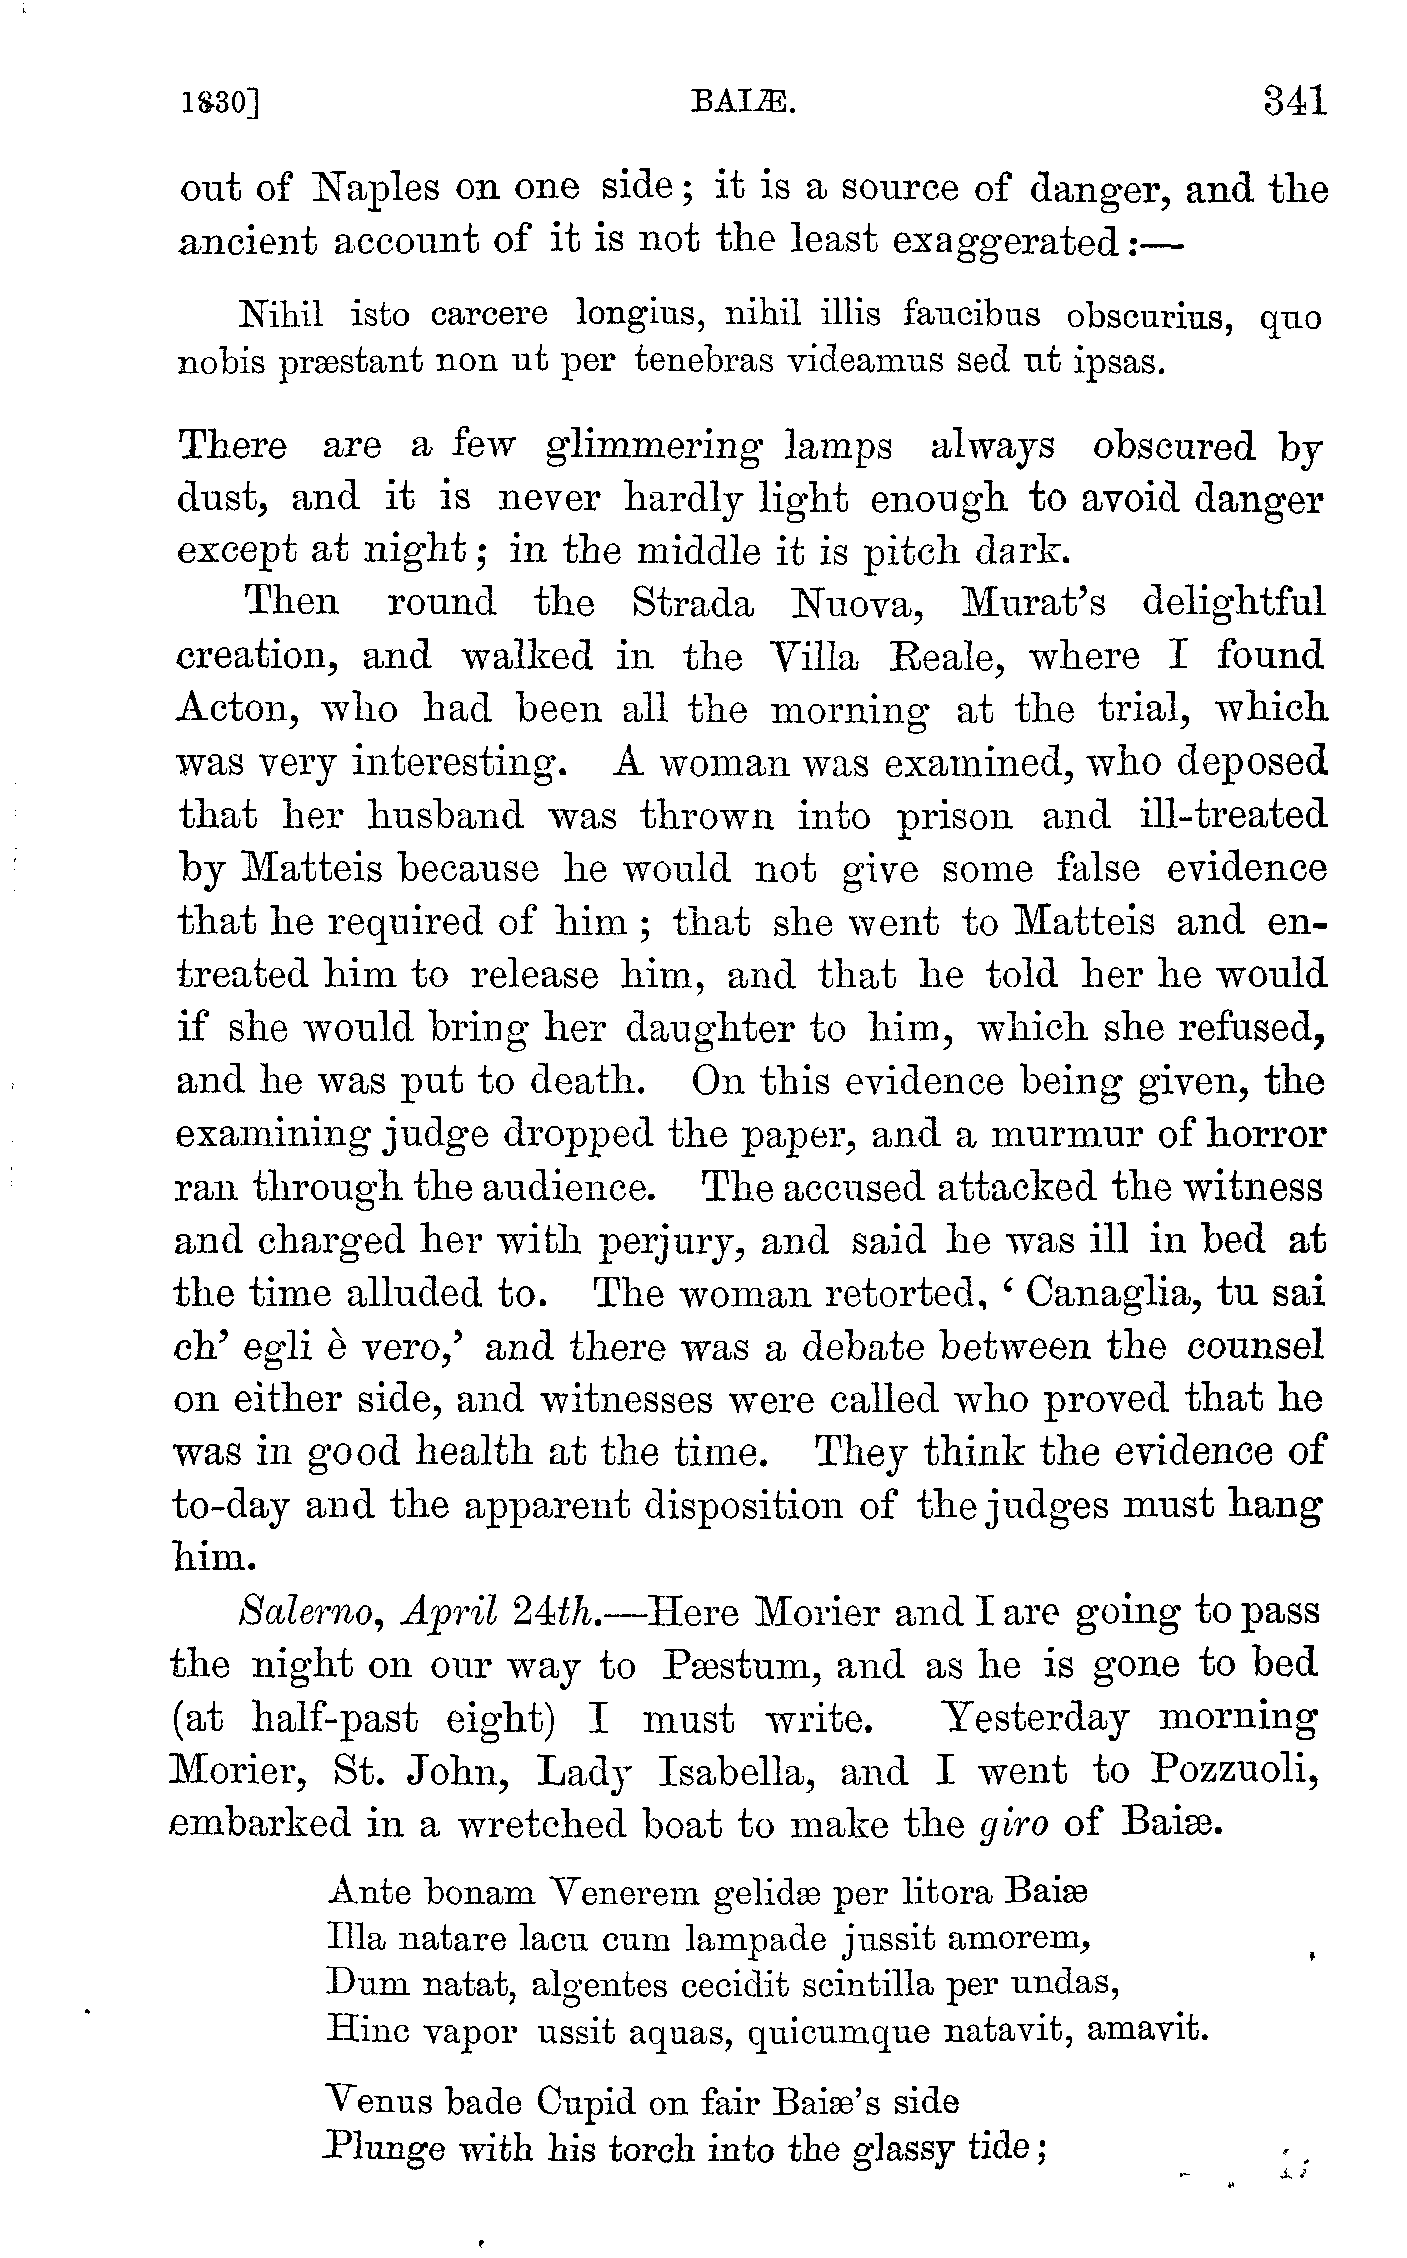 1830] BAIÆ. 341
out of Naples on one side; it is a source of danger, and the
ancient account of it is not the least exaggerated:—
Nihil isto carcere longius, nihil illis faucibus obscurius, quo
nobis præstant non ut per tenebras videamus sed ut ipsas.
There are a few glimmering lamps always obscured by
dust, and it is never hardly light enough to avoid danger
except at night; in the middle it is pitch dark.
Then round the Strada Nuova, Murat's delightful
creation, and walked in the Villa Reale, where I found
Acton, who had been all the morning at the trial, which
was very interesting. A woman was examined, who deposed
that her husband was thrown into prison and ill-treated
by Matteis because he would not give some false evidence
that he required of him; that she went to Matteis and en-
treated him to release him, and that he told her he would
if she would bring her daughter to him, which she refused,
and he was put to death. On this evidence being given, the
examining judge dropped the paper, and a murmur of horror
ran through the audience. The accused attacked the witness
and charged her with perjury, and said he was ill in bed at
the time alluded to. The woman retorted, ‘Canaglia, tu sai
ch’ egli è vero,’ and there was a debate between the counsel
on either side, and witnesses were called who proved that he
was in good health at the time. They think the evidence of
to-day and the apparent disposition of the judges must hang
him.
Salerno, April 24th.—Here Morier and I are going to pass
the night on our way to Pæstum, and as he is gone to bed
(at half-past eight) I must write. Yesterday morning
Morier, St. John, Lady Isabella, and I went to Pozzuoli,
embarked in a wretched boat to make the giro of Baiæ.
Ante bonam Venerem gelidæ per litora Baiæ
Illa natare lacu cum lampade jussit amorem,
Dum natat, algentes cecidit scintilla per undas,
Hinc vapor ussit aquas, quicumque natavit, amavit.
Venus bade Cupid on fair Baiæ's side
Plunge with his torch into the glassy tide;